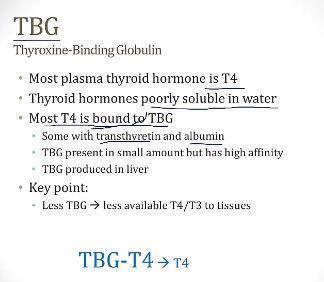 TBG
Thyroxine-Binding Globulin
• Most plasma thyroid hormone is T4
• Thyroid hormones poorly soluble in water
• Most T4 is bound to TBG
• Some with transthyretin and albumin
• TBG present in small amount but has high affinity
• TBG produced in liver
• Key point:
• Less TBG → less available T4/T3 to tissues
TBG-T4 → T4